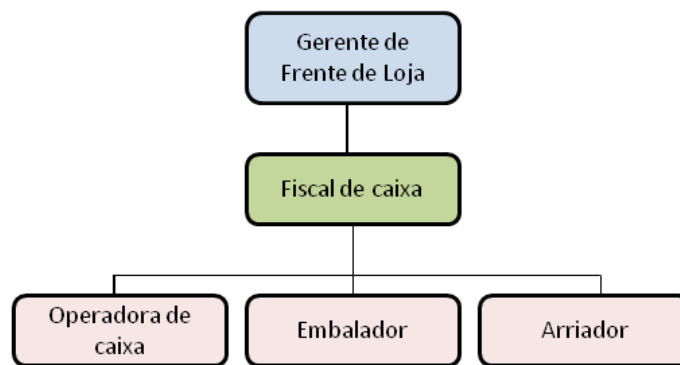 Gerente de
Frente de Loja
Fiscal de caixa
Operadora de
caixa
Embalador
Arriador